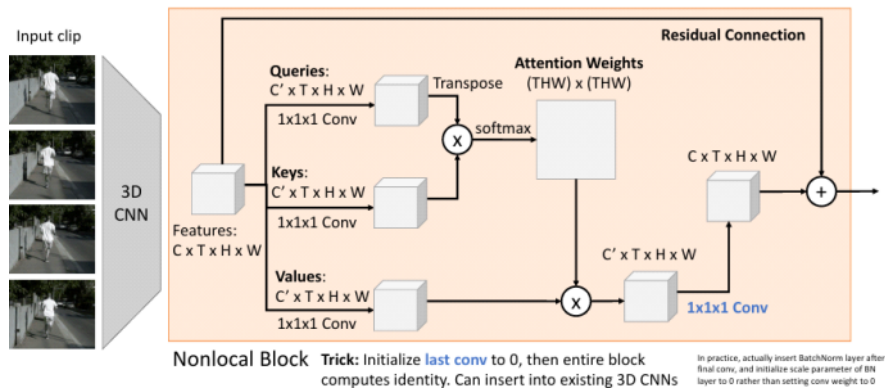 Input clip
3D
CNN
Features:
C x T x H x W
Queries:
C' x T x H x W
1x1x1 Conv
Keys:
C' x T x H x W
1x1x1 Conv
Values:
C' x T x H x W
1x1x1 Conv
Transpose
x
softmax
Attention Weights
(THW) x (THW)
Residual Connection
x
C' x T x H x W
1x1x1 Conv
C x T x H x W
+
Nonlocal Block
Trick: Initialize last conv to 0, then entire block
computes identity. Can insert into existing 3D CNNs
In practice, actually insert BatchNorm layer after
final conv, and initialize scale parameter of BN
layer to 0 rather than setting conv weight to 0